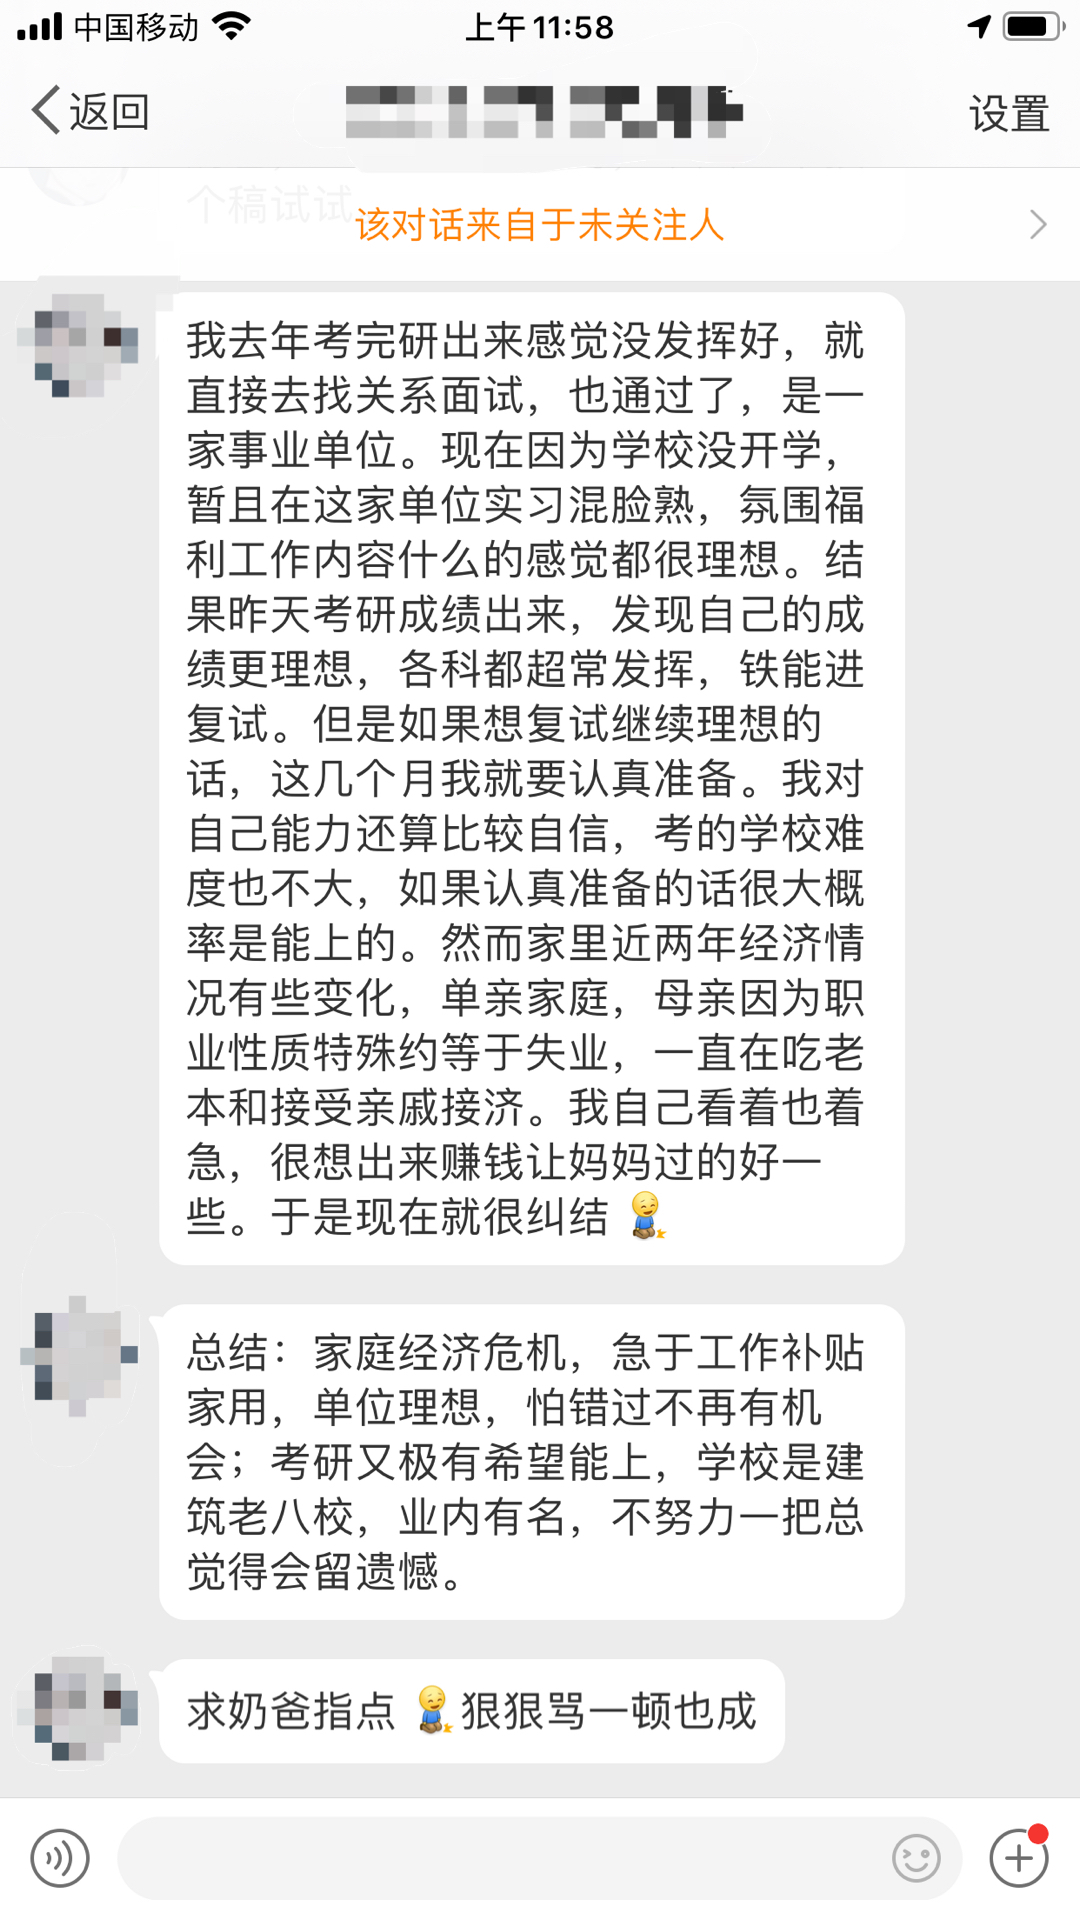 中国移动
上午11:58
返回
设置
个稿试试
该对话来自于未关注人
我去年考完研出来感觉没发挥好，就
直接去找关系面试，也通过了，是一
家事业单位。现在因为学校没开学，
暂且在这家单位实习混脸熟，氛围福
利工作内容什么的感觉都很理想。结
果昨天考研成绩出来，发现自己的成
绩更理想，各科都超常发挥，铁能进
复试。但是如果想复试继续理想的
话，这几个月我就要认真准备。我对
自己能力还算比较自信，考的学校难
度也不大，如果认真准备的话很大概
率是能上的。然而家里近两年经济情
况有些变化，单亲家庭，母亲因为职
业性质特殊约等于失业，一直在吃老
本和接受亲戚接济。我自己看着也着
急，很想出来赚钱让妈妈过的好一
些。于是现在就很纠结
总结：家庭经济危机，急于工作补贴
家用，单位理想，怕错过不再有机
会；考研又极有希望能上，学校是建
筑老八校，业内有名，不努力一把总
觉得会留遗憾。
求奶爸指点 狠狠骂一顿也成